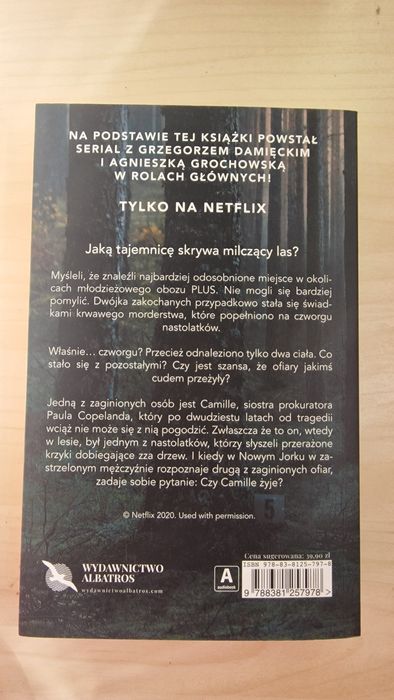 NA PODSTAWIE TEJ KSIĄŻKI POWSTAŁ
SERIAL Z GRZEGORZEM DAMIĘCKIM
I AGNIESZKĄ GROCHOWSKĄ
W ROLACH GŁÓWNYCH!
TYLKO NA NETFLIX
Jaką tajemnicę skrywa milczący las?
Myśleli, że znaleźli najbardziej odosobnione miejsce w okoli-
cach młodzieżowego obozu PLUS. Nie mogli się bardziej
pomylić. Dwójka zakochanych przypadkowo stała się świad-
kami krwawego morderstwa, które popełniono na czworgu
nastolatków.
Właśnie... czworgu? Przecież odnaleziono tylko dwa ciała. Co
stało się z pozostałymi? Czy jest szansa, że ofiary jakimś
cudem przeżyły?
Jedną z zaginionych osób jest Camille, siostra prokuratora
Paula Copelanda, który po dwudziestu latach od tragedii
wciąż nie może się z nią pogodzić. Zwłaszcza że to on, wtedy
w lesie, był jednym z nastolatków, którzy słyszeli przerażone
krzyki dobiegające zza drzew. I kiedy w Nowym Jorku w za-
strzelonym mężczyźnie rozpoznaje drugą z zaginionych ofiar,
zadaje sobie pytanie: Czy Camille żyje?
5
© Netflix 2020. Used with permission.
Cena sugerowana: 39,90 zł
ISBN 978-83-8125-797-8
WYDAWNICTWO
ALBATROS
wydawnictwoalbatros.com
A
audiobook
9 788381 257978 >